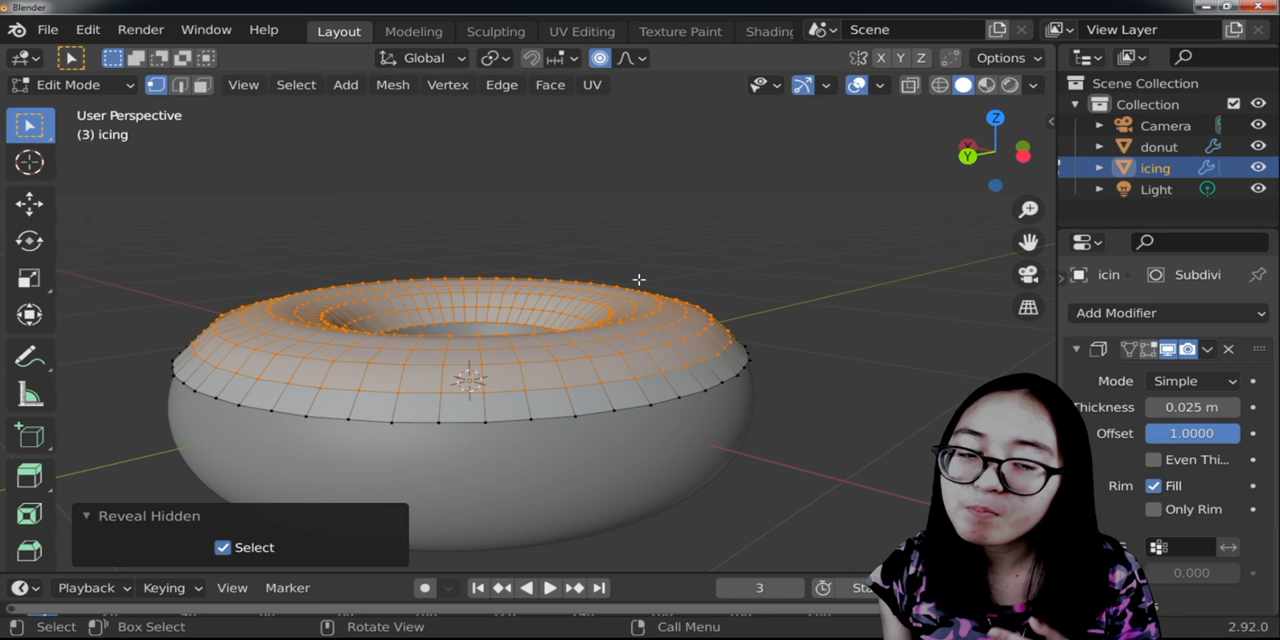 Blender
File Edit Render Window Help Layout Modeling Sculpting UV Editing Texture Paint Shading Scene View Layer
Global X Y Z Options
Edit Mode View Select Add Mesh Vertex Edge Face UV
Scene Collection
Collection
Camera
donut
icing
Light
User Perspective
(3) icing
Z
X
Y
icin Subdivi
Add Modifier
Mode Simple
Thickness 0.025 m
Offset 1.0000
Even Thi...
Rim Fill
Only Rim
0.000
Reveal Hidden
Select
Playback Keying View Marker 3
Select Box Select Rotate View Call Menu 2.92.0